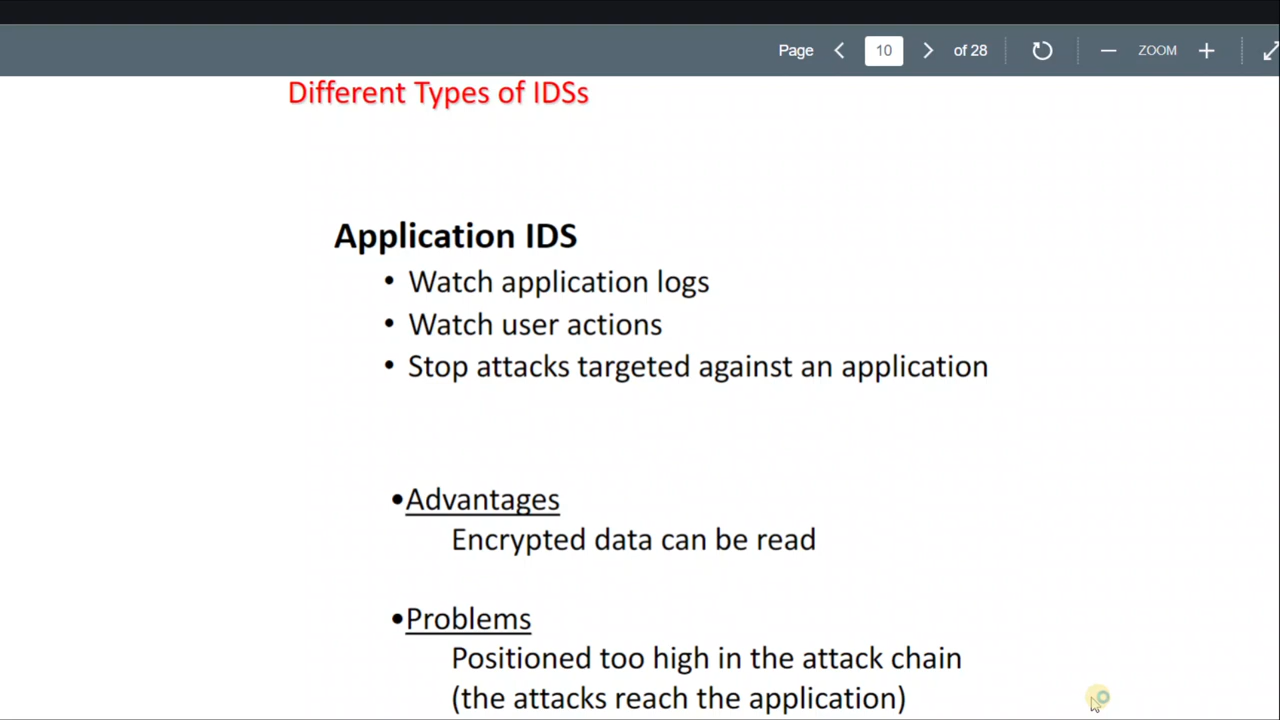 Page 10 of 28 ZOOM
Different Types of IDSs
Application IDS
• Watch application logs
• Watch user actions
• Stop attacks targeted against an application
•Advantages
Encrypted data can be read
•Problems
Positioned too high in the attack chain
(the attacks reach the application)